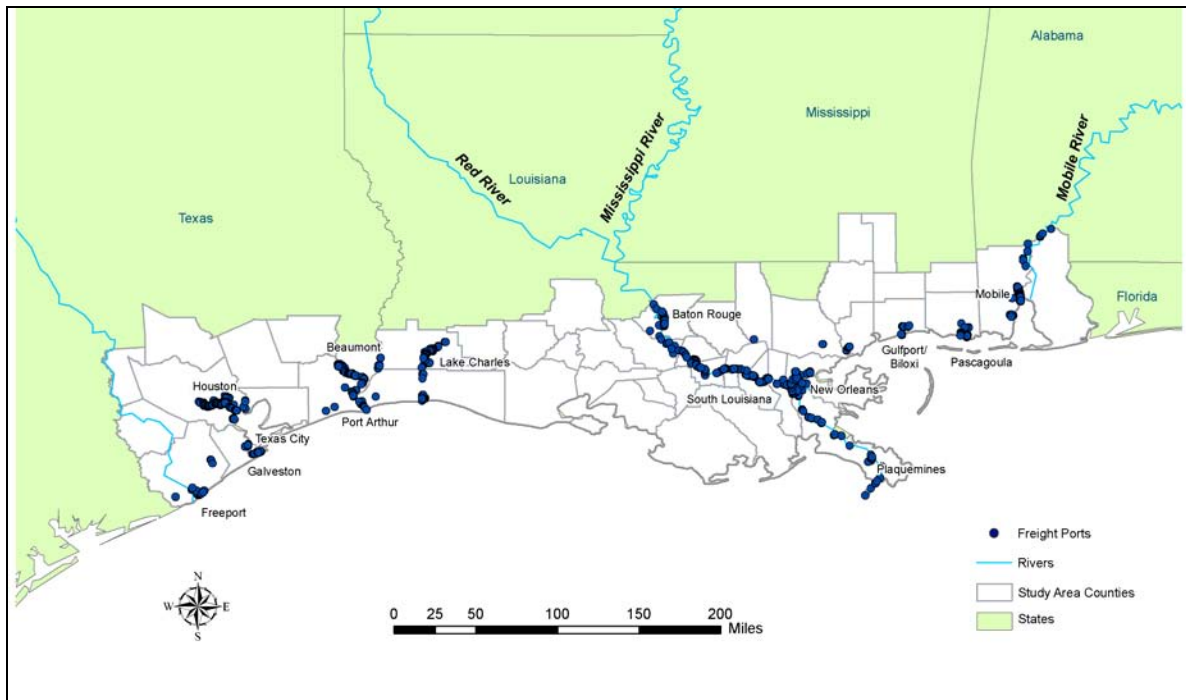 Alabama
Mississippi
Mobile River
Mississippi River
Red River
Louisiana
Texas
Florida
Mobile
Baton Rouge
Beaumont
Lake Charles
Gulfport/
Biloxi
Pascagoula
Houston
New Orleans
South Louisiana
Port Arthur
Texas City
Galveston
Plaquemines
Freeport
Freight Ports
Rivers
Study Area Counties
States
N
W E
S
0 25 50 100 150 200
Miles